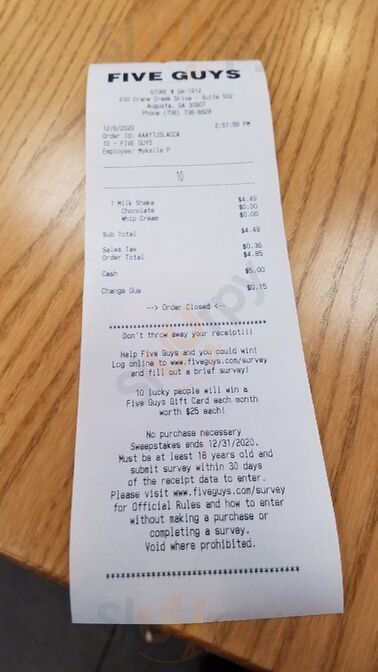 FIVE GUYS
STORE # GA-1912
630 Crane Creek Drive - Suite 502
Augusta, GA 30907
Phone (706) 736-8828
12/9/2020 2:51:56 PM
Order Id: AAAYTJSLACCK
10 - FIVE GUYS
Employee: Mykeila P
10
1 Milk Shake $4.49
Chocolate $0.00
Whip Cream $0.00
Sub Total $4.49
Sales Tax $0.36
Order Total $4.85
Cash $5.00
Change Due $0.15
--> Order Closed <--
Don't throw away your receipt!!!
Help Five Guys and you could win!
Log online to www.fiveguys.com/survey
and fill out a brief survey!
10 lucky people will win a
Five Guys Gift Card each month
worth $25 each!
No purchase necessary
Sweepstakes ends 12/31/2020.
Must be at least 18 years old and
submit survey within 30 days
of the receipt date to enter.
Please visit www.fiveguys.com/survey
for Official Rules and how to enter
without making a purchase or
completing a survey.
Void where prohibited.